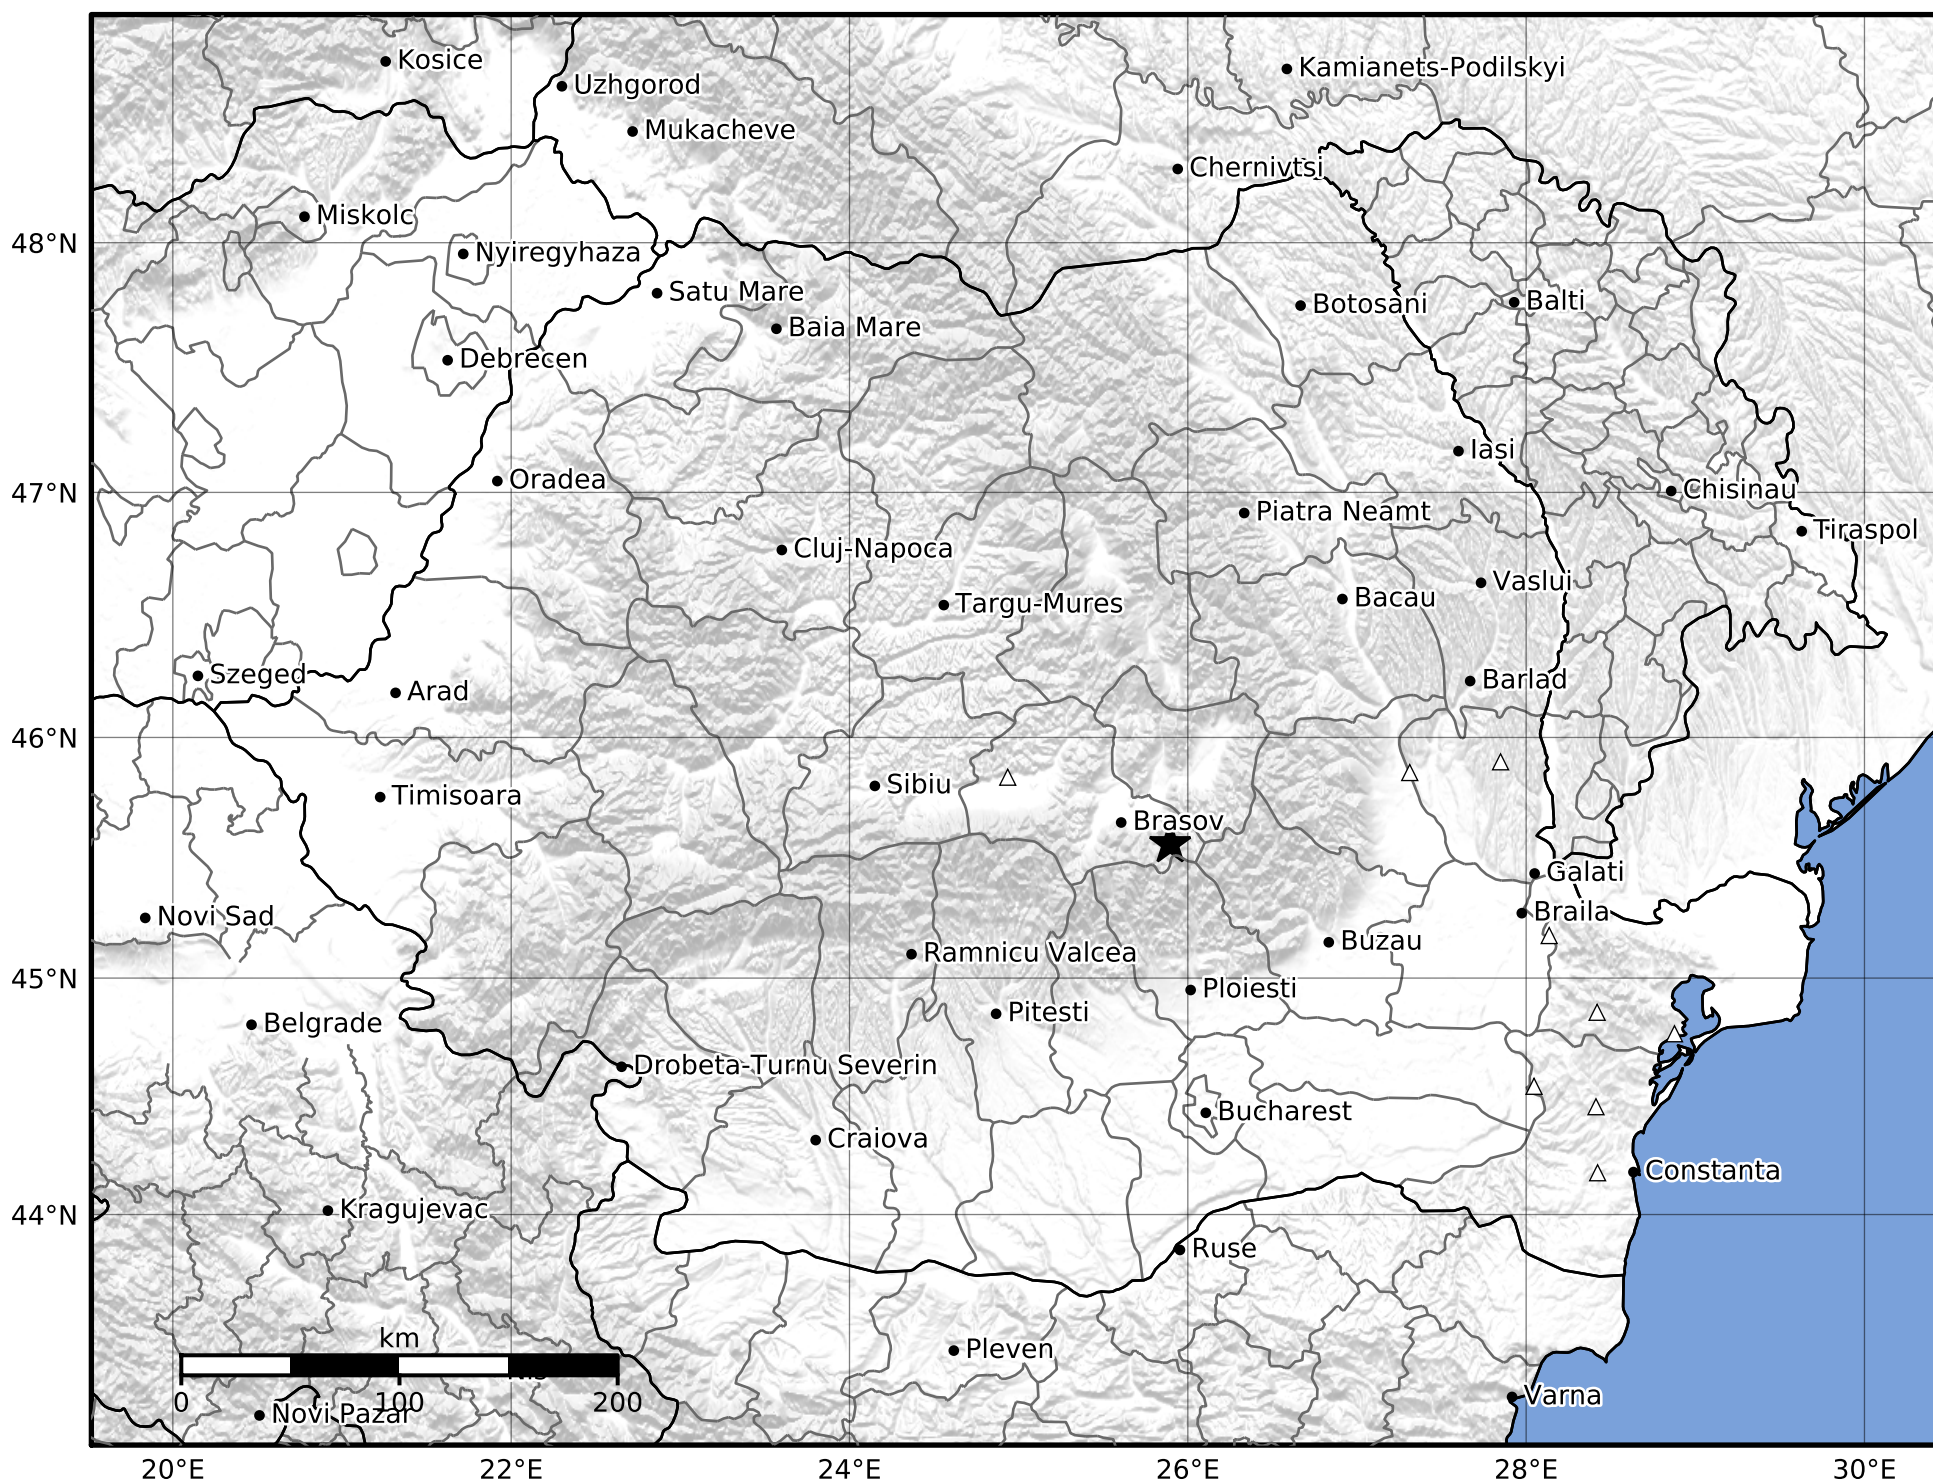 Kosice
Kamianets-Podilskyi
Uzhgorod
Mukacheve
Chernivtsi
Miskolc
48°N
Nyiregyhaza
Satu Mare
Botosani
Balti
Baia Mare
Debrecen
Iasi
Oradea
47°N
Chisinau
Piatra Neamt
Tiraspol
Cluj-Napoca
Vaslui
Bacau
Targu-Mures
Szeged
Barlad
Arad
46°N
Sibiu
Timisoara
Brasov
Galati
Braila
Novi Sad
Buzau
Ramnicu Valcea
45°N
Ploiesti
Pitesti
Belgrade
Drobeta-Turnu Severin
Bucharest
Craiova
Constanta
Kragujevac
44°N
Ruse
km
Pleven
Varna
0 100 200
Novi Pazar
20°E 22°E 24°E 26°E 28°E 30°E